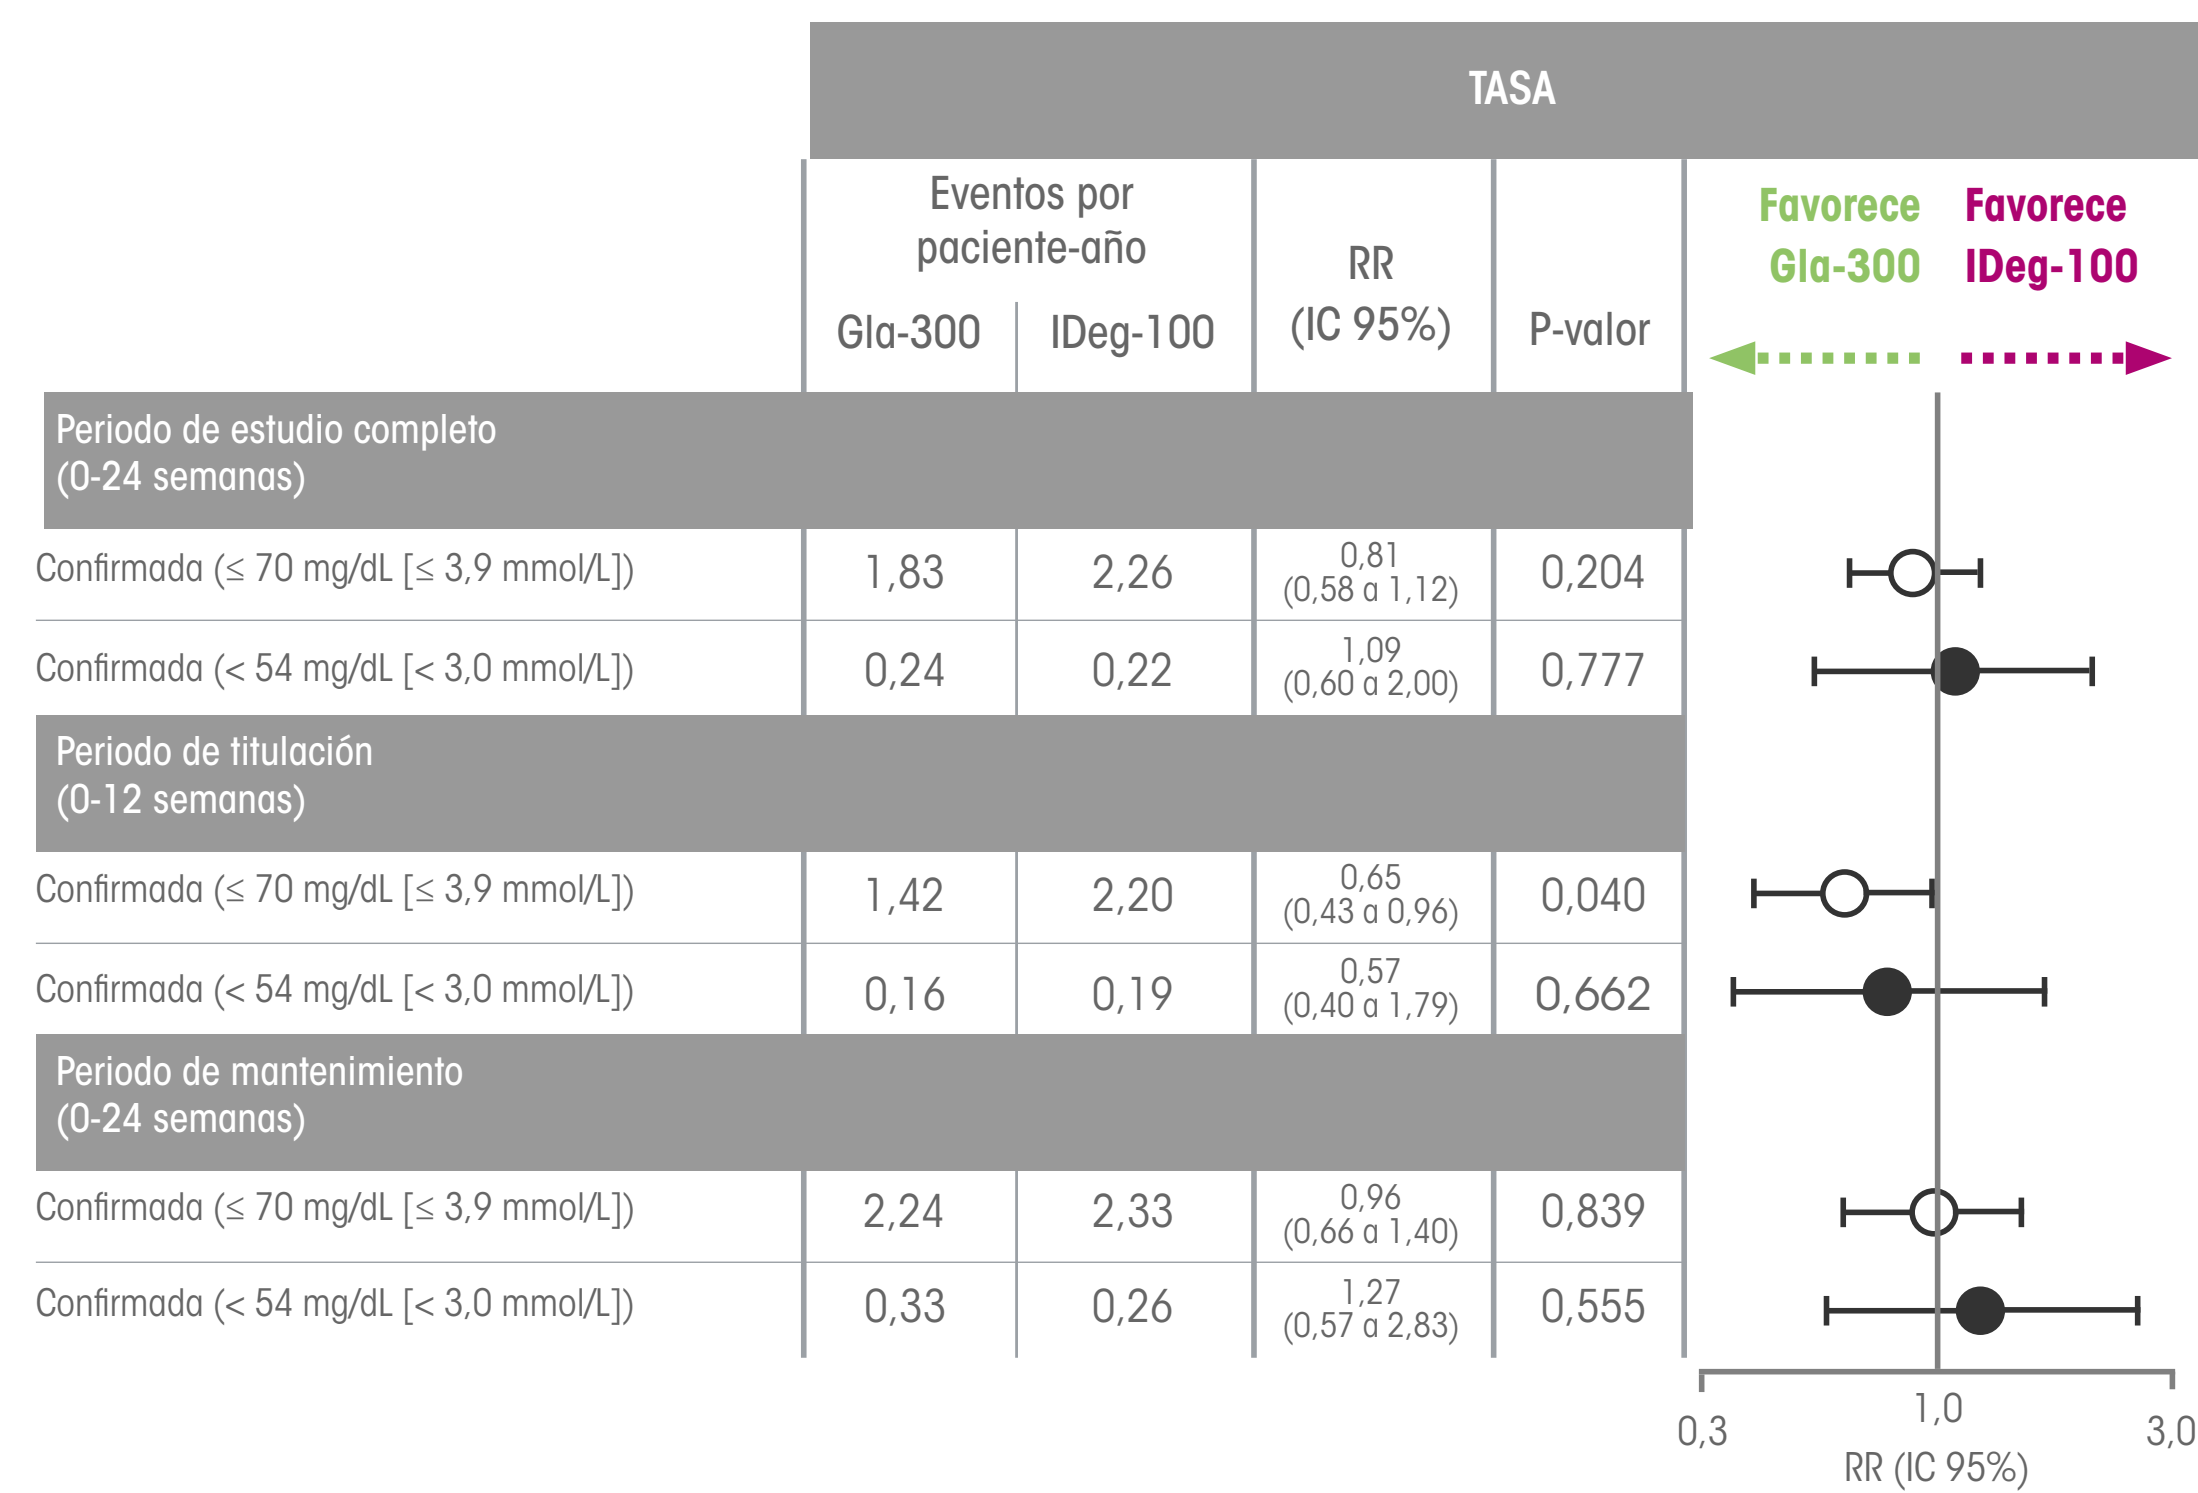 TASA
Eventos por
paciente-año
Gla-300
IDeg-100
RR
(IC 95%)
P-valor
Favorece
Gla-300
Favorece
IDeg-100
Periodo de estudio completo
(0-24 semanas)
Confirmada (≤ 70 mg/dL [≤ 3,9 mmol/L])
1,83
2,26
0,81
(0,58 a 1,12)
0,204
Confirmada (< 54 mg/dL [< 3,0 mmol/L])
0,24
0,22
1,09
(0,60 a 2,00)
0,777
Periodo de titulación
(0-12 semanas)
Confirmada (≤ 70 mg/dL [≤ 3,9 mmol/L])
1,42
2,20
0,65
(0,43 a 0,96)
0,040
Confirmada (< 54 mg/dL [< 3,0 mmol/L])
0,16
0,19
0,57
(0,40 a 1,79)
0,662
Periodo de mantenimiento
(0-24 semanas)
Confirmada (≤ 70 mg/dL [≤ 3,9 mmol/L])
2,24
2,33
0,96
(0,66 a 1,40)
0,839
Confirmada (< 54 mg/dL [< 3,0 mmol/L])
0,33
0,26
1,27
(0,57 a 2,83)
0,555
0,3
1,0
3,0
RR (IC 95%)